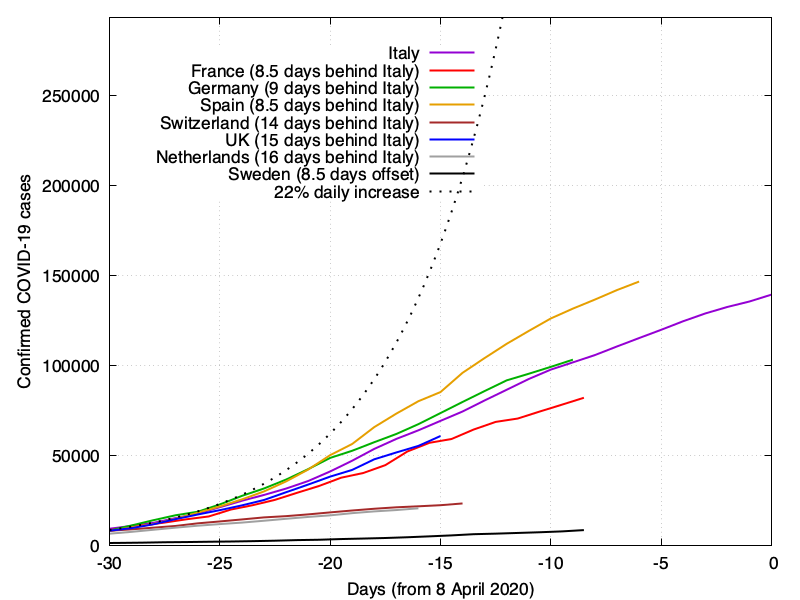 Italy
France (8.5 days behind Italy)
Germany (9 days behind Italy)
Spain (8.5 days behind Italy)
Switzerland (14 days behind Italy)
UK (15 days behind Italy)
Netherlands (16 days behind Italy)
Sweden (8.5 days offset)
22% daily increase
Confirmed COVID-19 cases
250000
200000
150000
100000
50000
0
-30 -25 -20 -15 -10 -5 0
Days (from 8 April 2020)